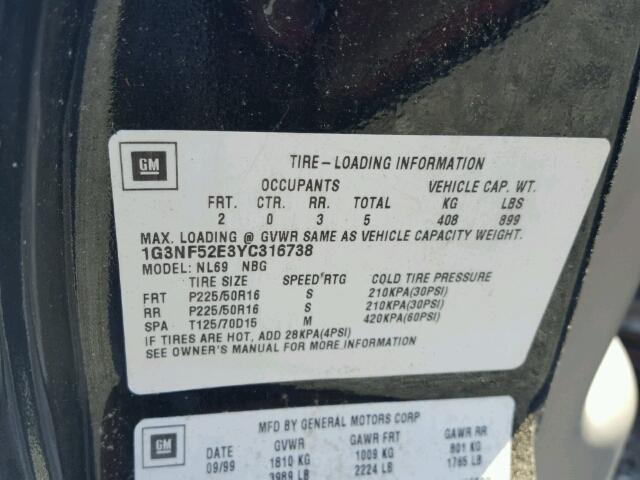 GM
TIRE-LOADING INFORMATION
OCCUPANTS VEHICLE CAP. WT.
FRT. CTR. RR. TOTAL KG LBS
2 0 3 5 408 899
MAX. LOADING @ GVWR SAME AS VEHICLE CAPACITY WEIGHT.
1G3NF52E3YC316738
MODEL: NL69 NBG
TIRE SIZE SPEED RTG COLD TIRE PRESSURE
FRT P225/50R16 S 210KPA(30PSI)
RR P225/50R16 S 210KPA(30PSI)
SPA T125/70D15 M 420KPA(60PSI)
IF TIRES ARE HOT, ADD 28KPA(4PSI)
SEE OWNER'S MANUAL FOR MORE INFORMATION
GM
MFD BY GENERAL MOTORS CORP
DATE GVWR GAWR FRT GAWR RR
09/99 1810 KG 1009 KG 801 KG
3989 LB 2224 LB 1765 LB